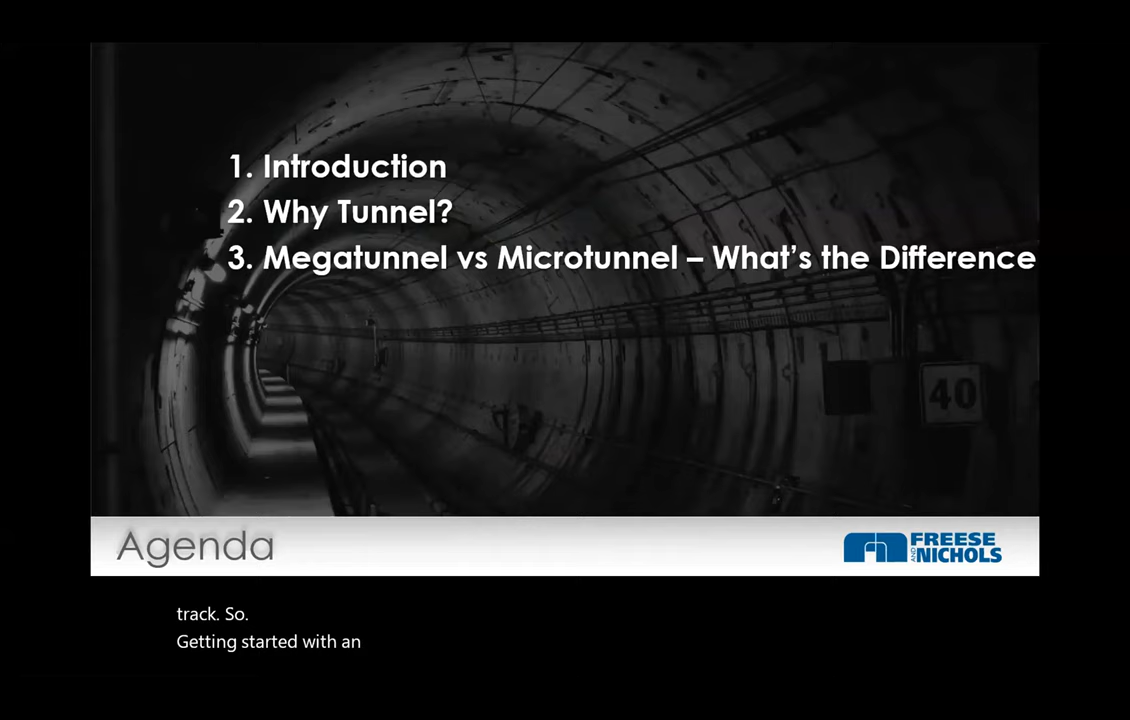 1. Introduction
2. Why Tunnel?
3. Megatunnel vs Microtunnel – What's the Difference
40
Agenda
FREESE
AND
NICHOLS
track. So.
Getting started with an